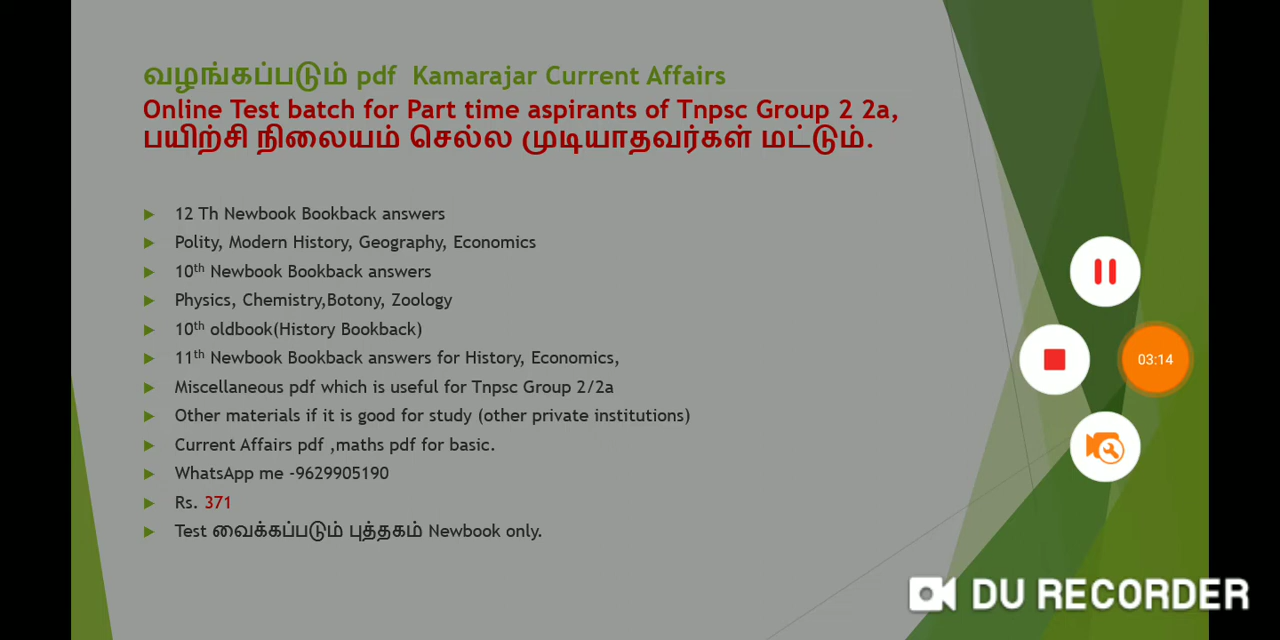 வழங்கப்படும் pdf Kamarajar Current Affairs
Online Test batch for Part time aspirants of Tnpsc Group 2 2a,
பயிற்சி நிலையம் செல்ல முடியாதவர்கள் மட்டும்.
12 Th Newbook Bookback answers
Polity, Modern History, Geography, Economics
10th Newbook Bookback answers
Physics, Chemistry,Botony, Zoology
10th oldbook(History Bookback)
11th Newbook Bookback answers for History, Economics,
Miscellaneous pdf which is useful for Tnpsc Group 2/2a
Other materials if it is good for study (other private institutions)
Current Affairs pdf ,maths pdf for basic.
WhatsApp me -9629905190
Rs. 371
Test வைக்கப்படும் புத்தகம் Newbook only.
03:14
DU RECORDER